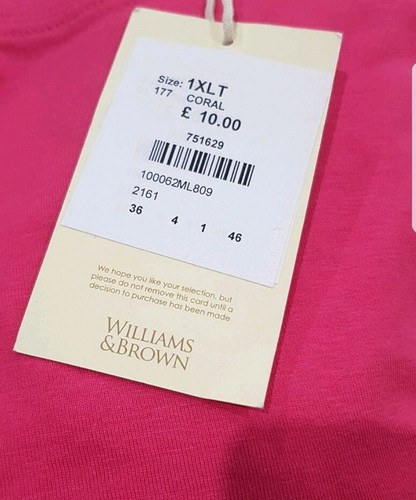 Size: 1XLT
177 CORAL
£ 10.00
751629
100062ML809
2161
36 4 1 46
We hope you like your selection, but
please do not remove this card until a
decision to purchase has been made
WILLIAMS
&BROWN